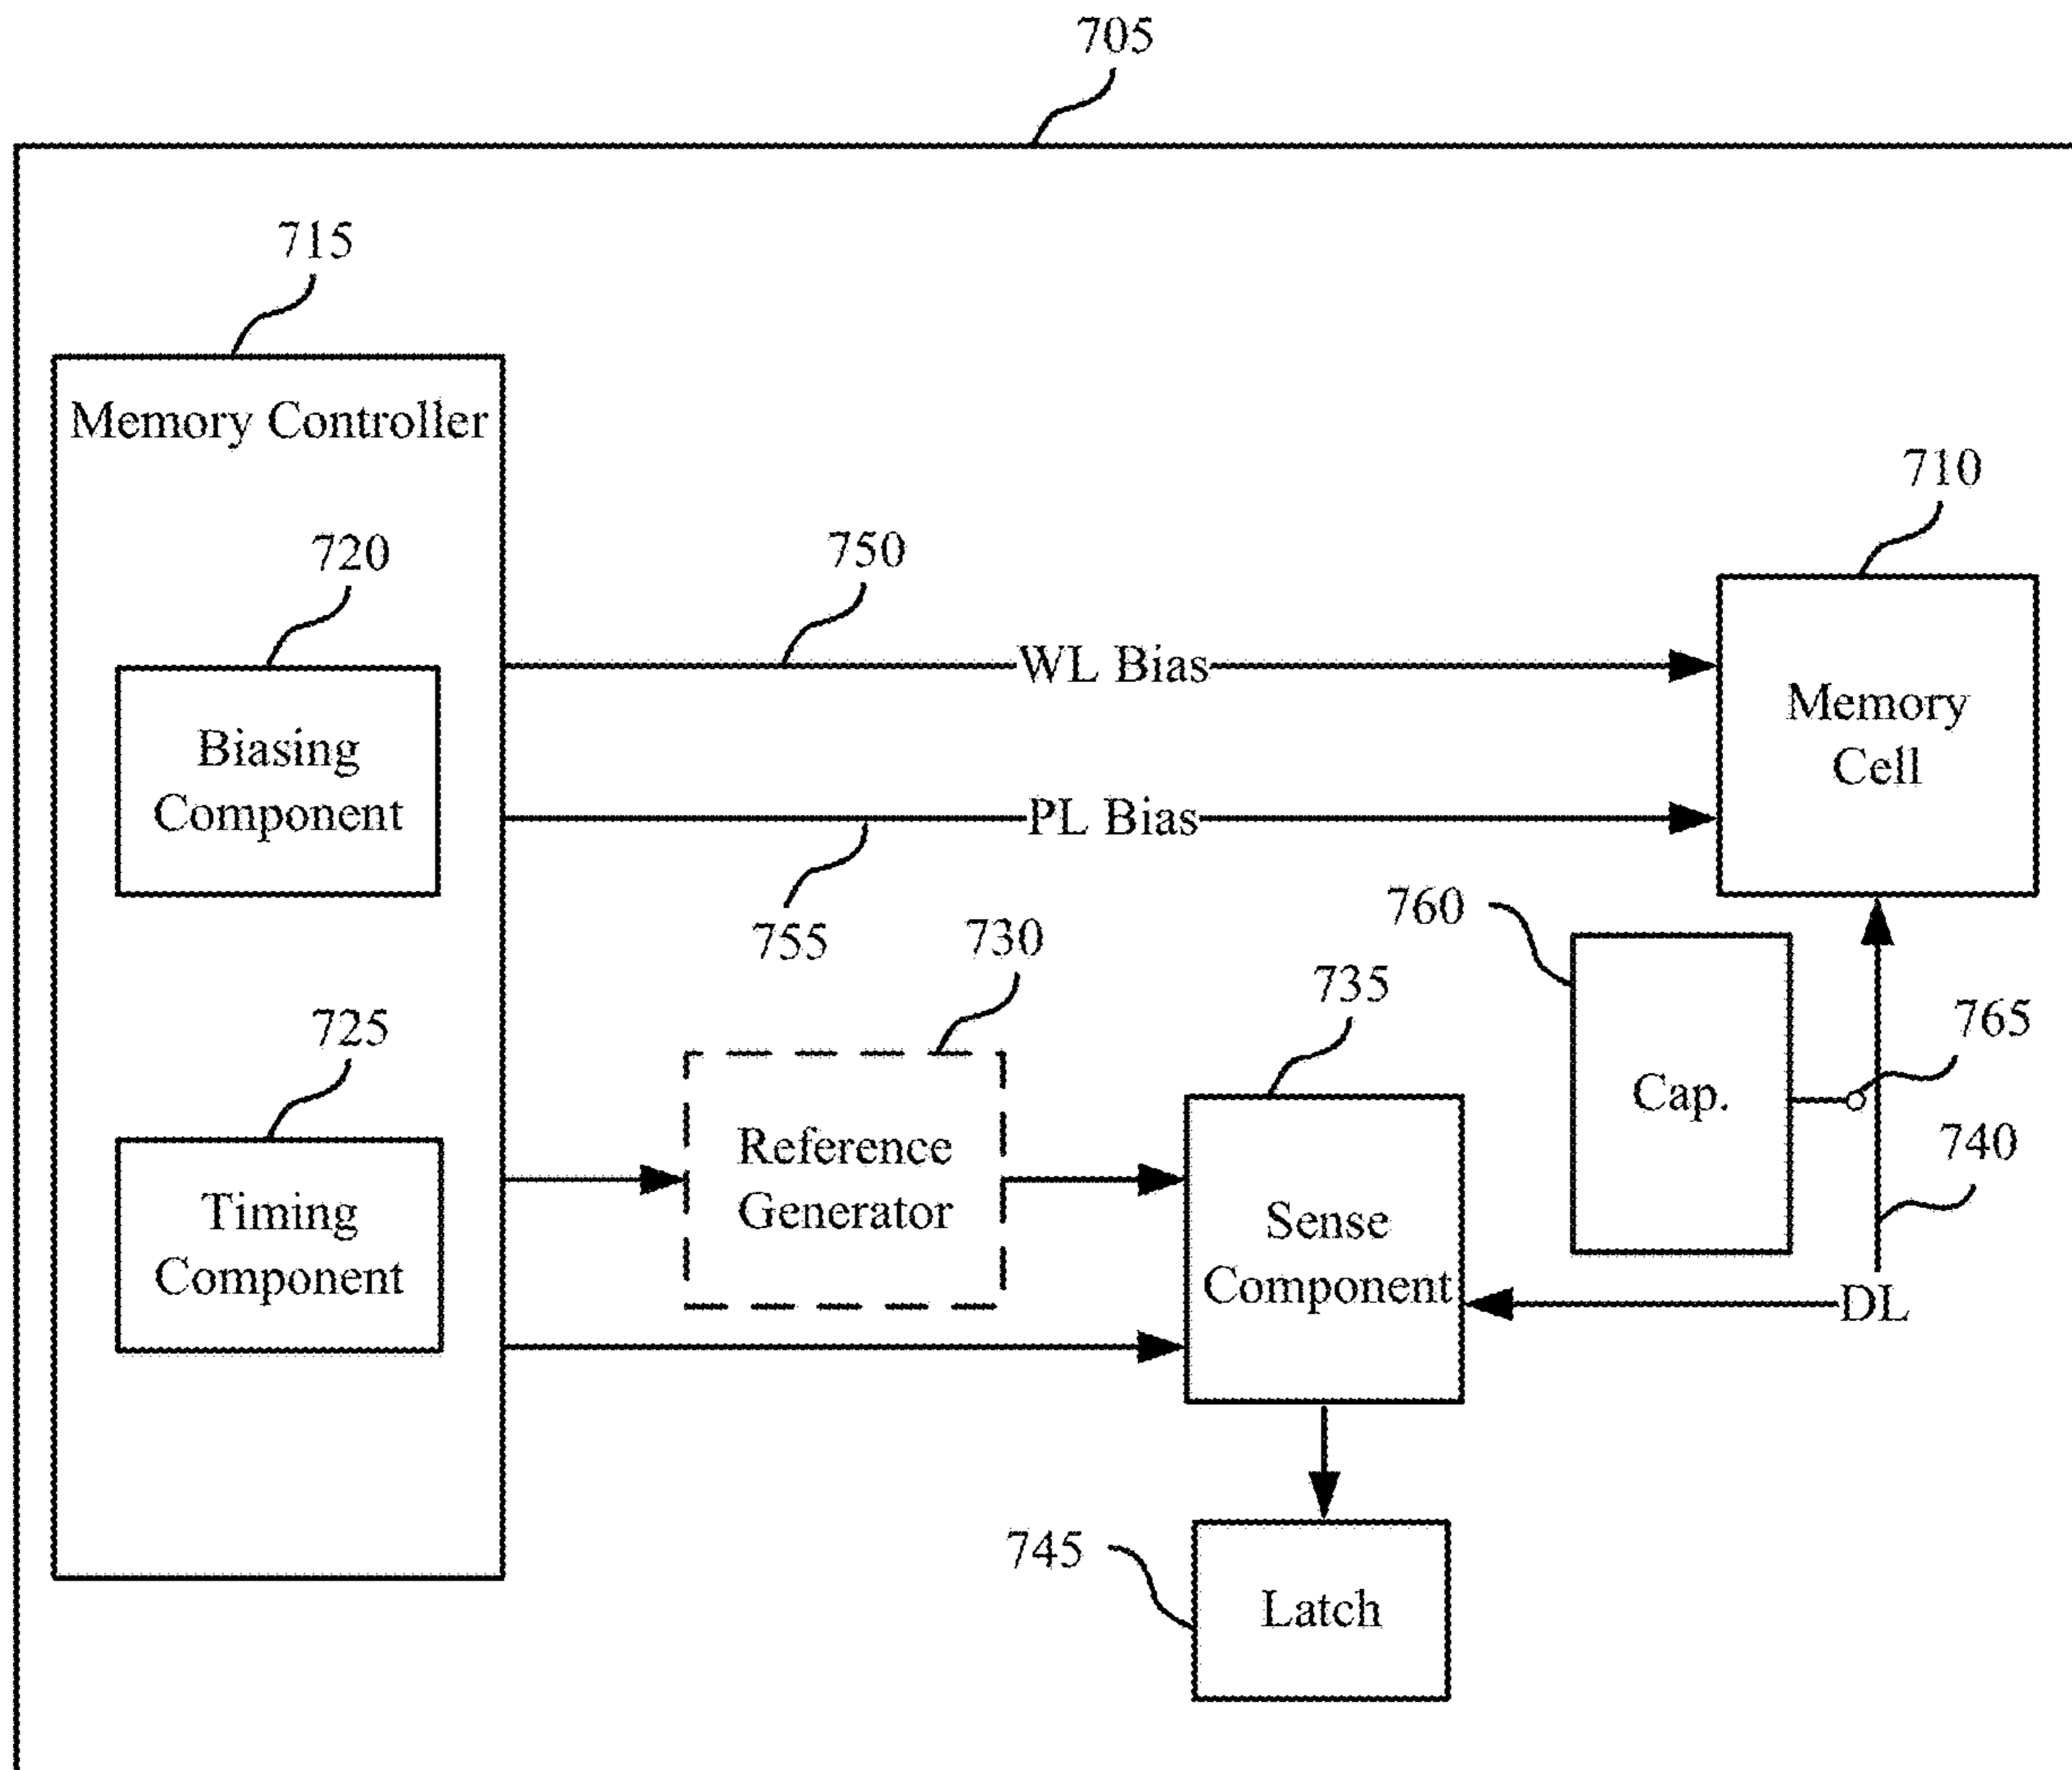 705
715
Memory Controller
710
720
750
WL Bias
Memory
Cell
Biasing
Component
PL Bias
755
760
730
735
765
725
Cap.
740
Reference
Generator
Timing
Component
Sense
Component
DL
745
Latch